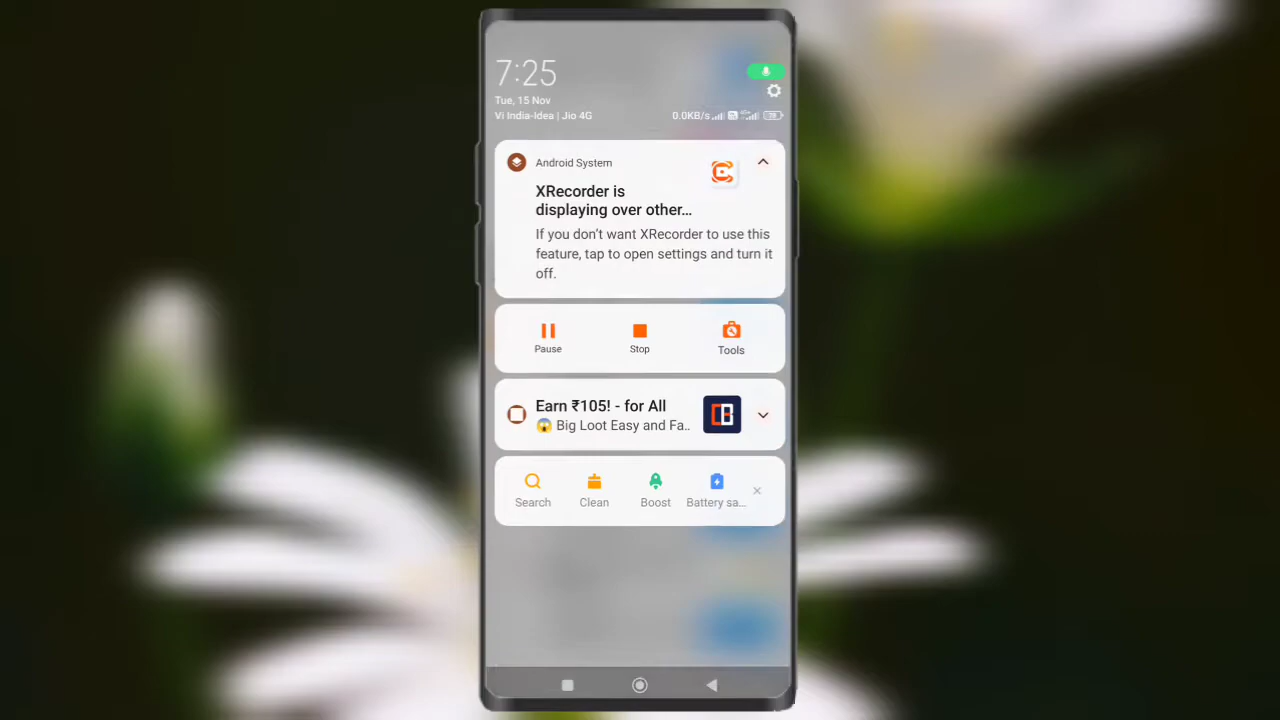 7:25
Tue, 15 Nov
Vi India-Idea | Jio 4G
0.0KB/s
Android System
XRecorder is
displaying over other...
If you don't want XRecorder to use this
feature, tap to open settings and turn it
off.
Pause
Stop
Tools
Earn ₹105! - for All
😱 Big Loot Easy and Fa..
Search
Clean
Boost
Battery sa...